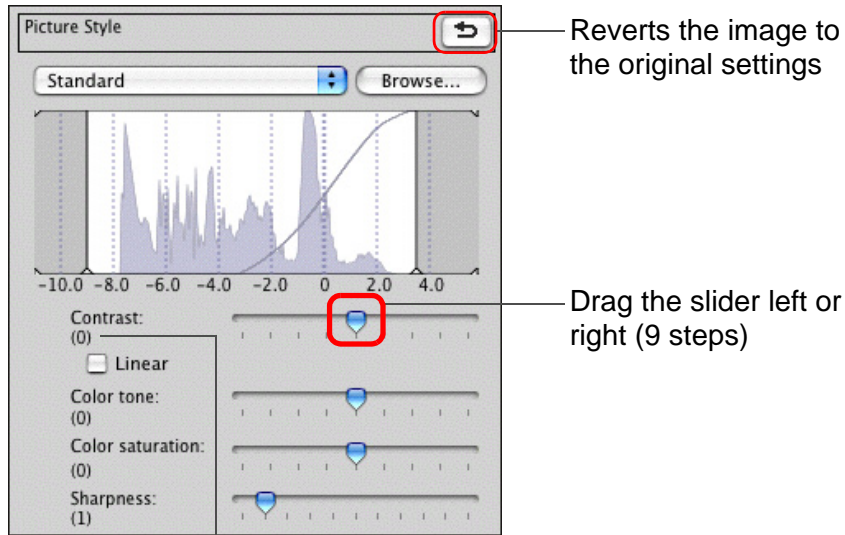 Picture Style
Reverts the image to
the original settings
Standard
Browse...
-10.0 -8.0 -6.0 -4.0 -2.0 0 2.0 4.0
Drag the slider left or
right (9 steps)
Contrast:
(0)
Linear
Color tone:
(0)
Color saturation:
(0)
Sharpness:
(1)